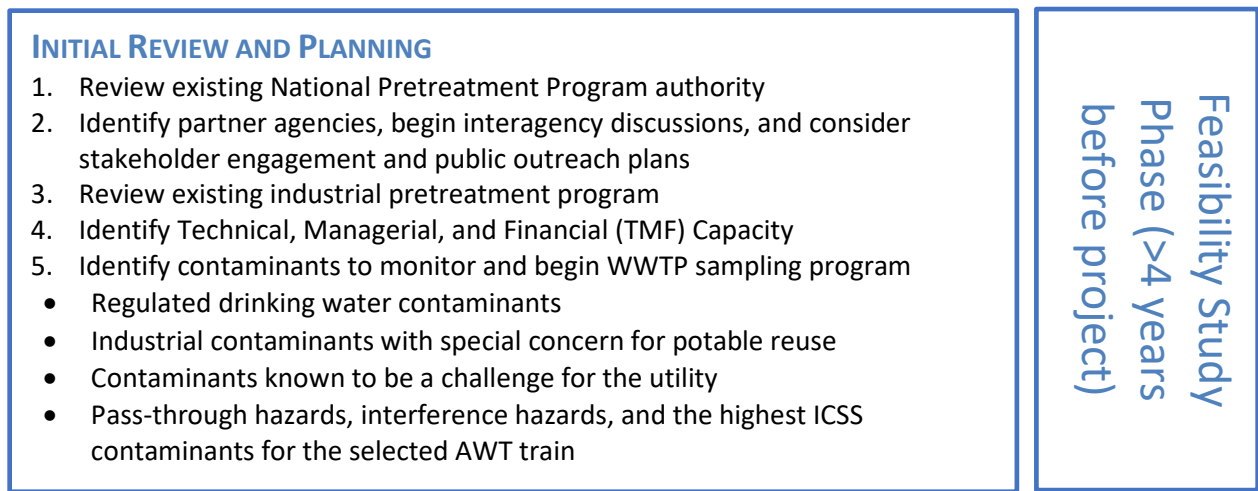 INITIAL REVIEW AND PLANNING
1. Review existing National Pretreatment Program authority
2. Identify partner agencies, begin interagency discussions, and consider
stakeholder engagement and public outreach plans
3. Review existing industrial pretreatment program
4. Identify Technical, Managerial, and Financial (TMF) Capacity
5. Identify contaminants to monitor and begin WWTP sampling program
• Regulated drinking water contaminants
• Industrial contaminants with special concern for potable reuse
• Contaminants known to be a challenge for the utility
• Pass-through hazards, interference hazards, and the highest ICSS
contaminants for the selected AWT train
Feasibility Study
Phase (>4 years
before project)